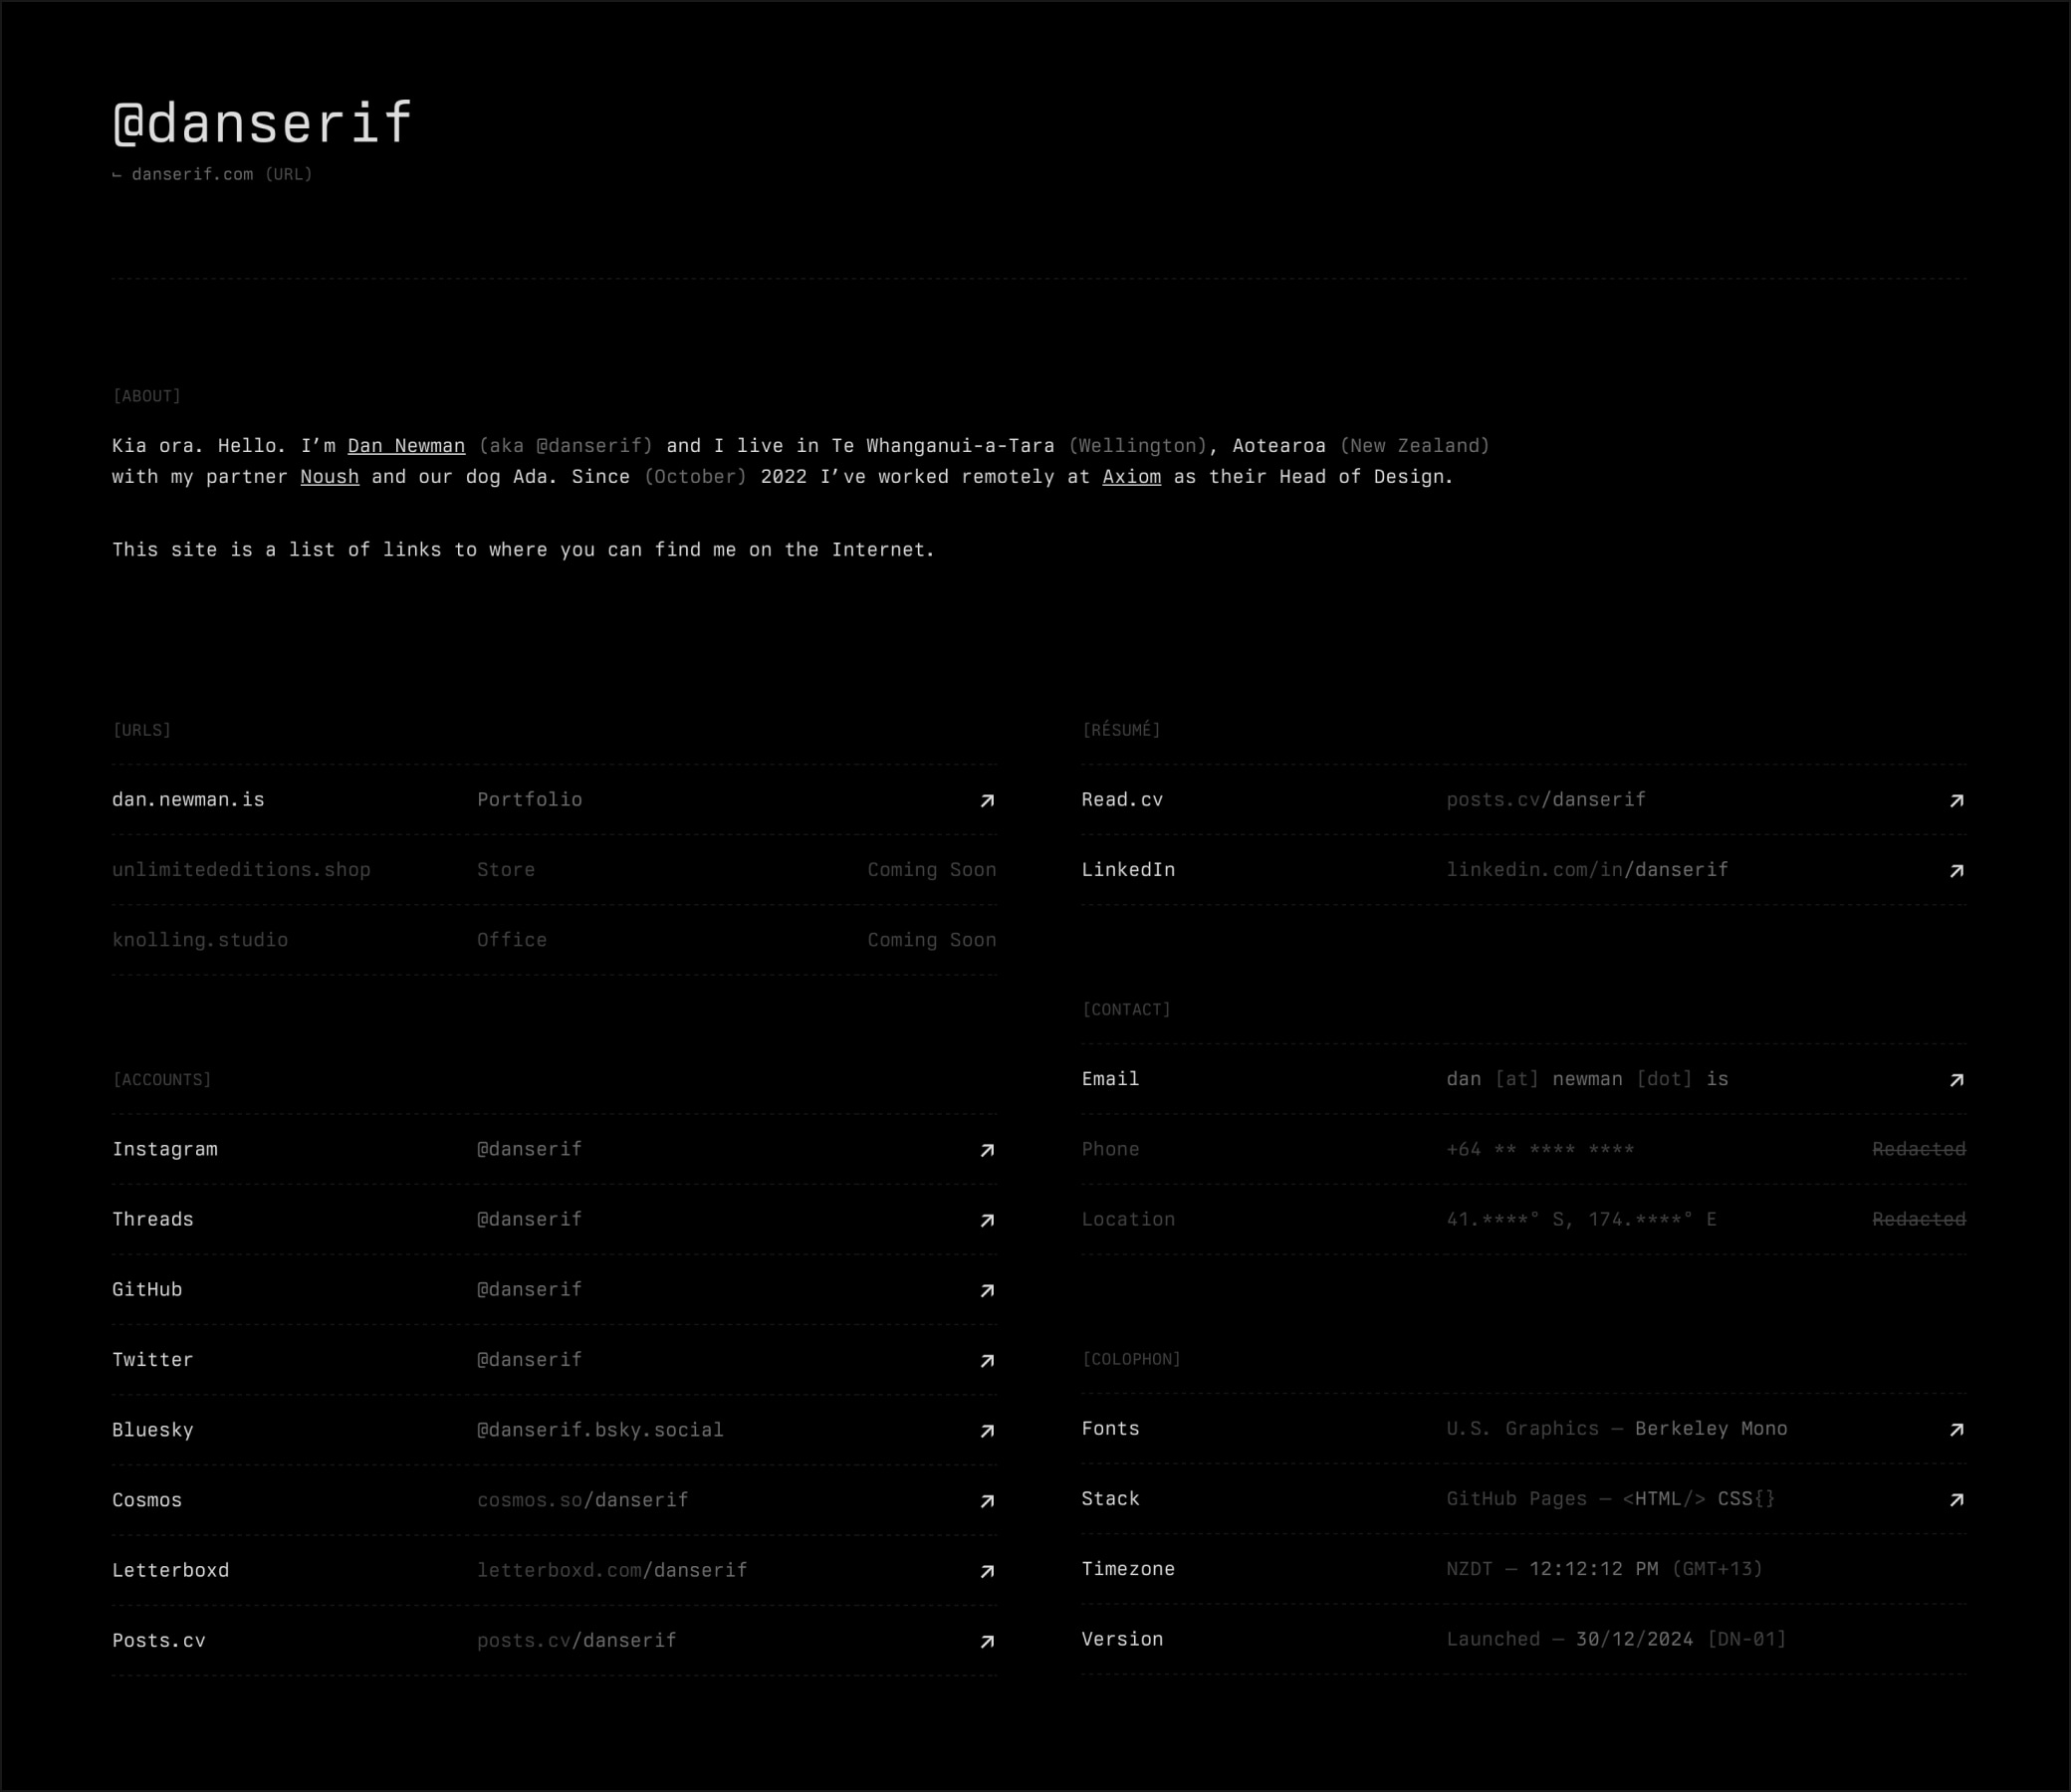 @danserif
⌙ danserif.com (URL)
[ABOUT]
Kia ora. Hello. I’m Dan Newman (aka @danserif) and I live in Te Whanganui-a-Tara (Wellington), Aotearoa (New Zealand)
with my partner Noush and our dog Ada. Since (October) 2022 I’ve worked remotely at Axiom as their Head of Design.
This site is a list of links to where you can find me on the Internet.
[URLS]
dan.newman.is Portfolio ↗
unlimitededitions.shop Store Coming Soon
knolling.studio Office Coming Soon
[ACCOUNTS]
Instagram @danserif ↗
Threads @danserif ↗
GitHub @danserif ↗
Twitter @danserif ↗
Bluesky @danserif.bsky.social ↗
Cosmos cosmos.so/danserif ↗
Letterboxd letterboxd.com/danserif ↗
Posts.cv posts.cv/danserif ↗
[RÉSUMÉ]
Read.cv posts.cv/danserif ↗
LinkedIn linkedin.com/in/danserif ↗
[CONTACT]
Email dan [at] newman [dot] is ↗
Phone +64 ** **** **** Redacted
Location 41.****° S, 174.****° E Redacted
[COLOPHON]
Fonts U.S. Graphics — Berkeley Mono ↗
Stack GitHub Pages — <HTML/> CSS{} ↗
Timezone NZDT — 12:12:12 PM (GMT+13)
Version Launched — 30/12/2024 [DN-01]